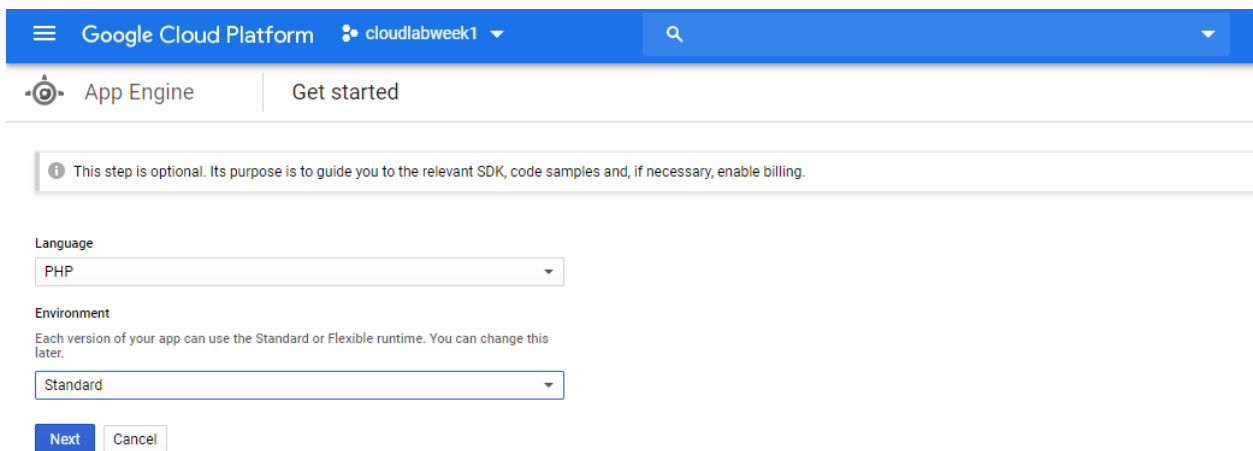 Google Cloud Platform cloudlabweek1
App Engine Get started
This step is optional. Its purpose is to guide you to the relevant SDK, code samples and, if necessary, enable billing.
Language
PHP
Environment
Each version of your app can use the Standard or Flexible runtime. You can change this
later.
Standard
Next Cancel